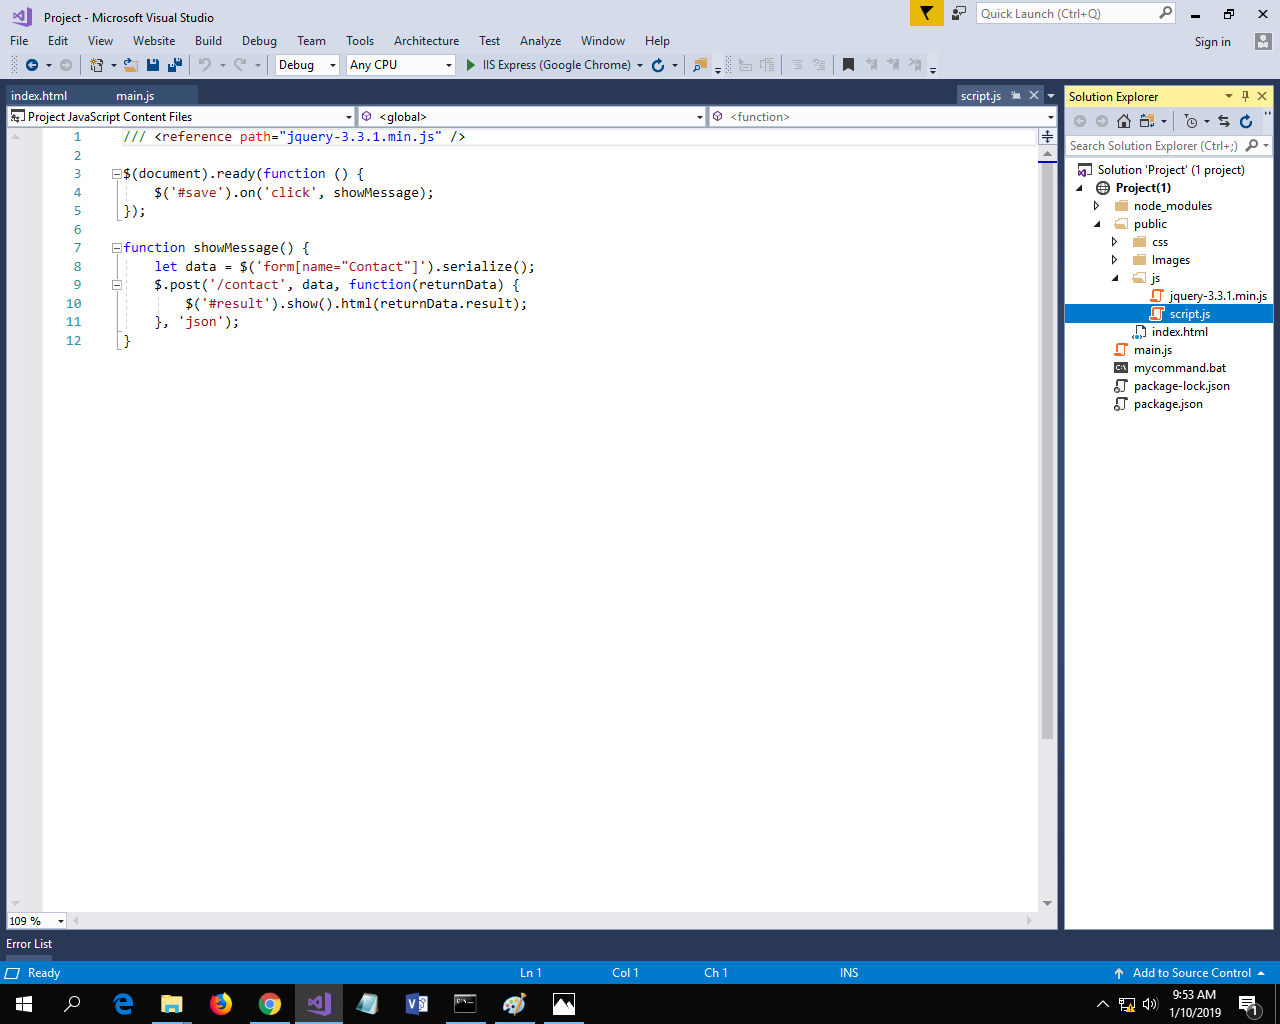 Project - Microsoft Visual Studio
Quick Launch (Ctrl+Q)
File Edit View Website Build Debug Team Tools Architecture Test Analyze Window Help
Sign in
Debug Any CPU IIS Express (Google Chrome)
index.html main.js script.js
Project JavaScript Content Files <global> <function>
1 /// <reference path="jquery-3.3.1.min.js" />
2
3 $(document).ready(function () {
4 $('#save').on('click', showMessage);
5 });
6
7 function showMessage() {
8 let data = $('form[name="Contact"]').serialize();
9 $.post('/contact', data, function(returnData) {
10 $('#result').show().html(returnData.result);
11 }, 'json');
12 }
109 %
Solution Explorer
Search Solution Explorer (Ctrl+;)
Solution 'Project' (1 project)
Project(1)
node_modules
public
css
Images
js
jquery-3.3.1.min.js
script.js
index.html
main.js
C:\ mycommand.bat
package-lock.json
package.json
Error List
Ready Ln 1 Col 1 Ch 1 INS Add to Source Control
9:53 AM
1/10/2019
1